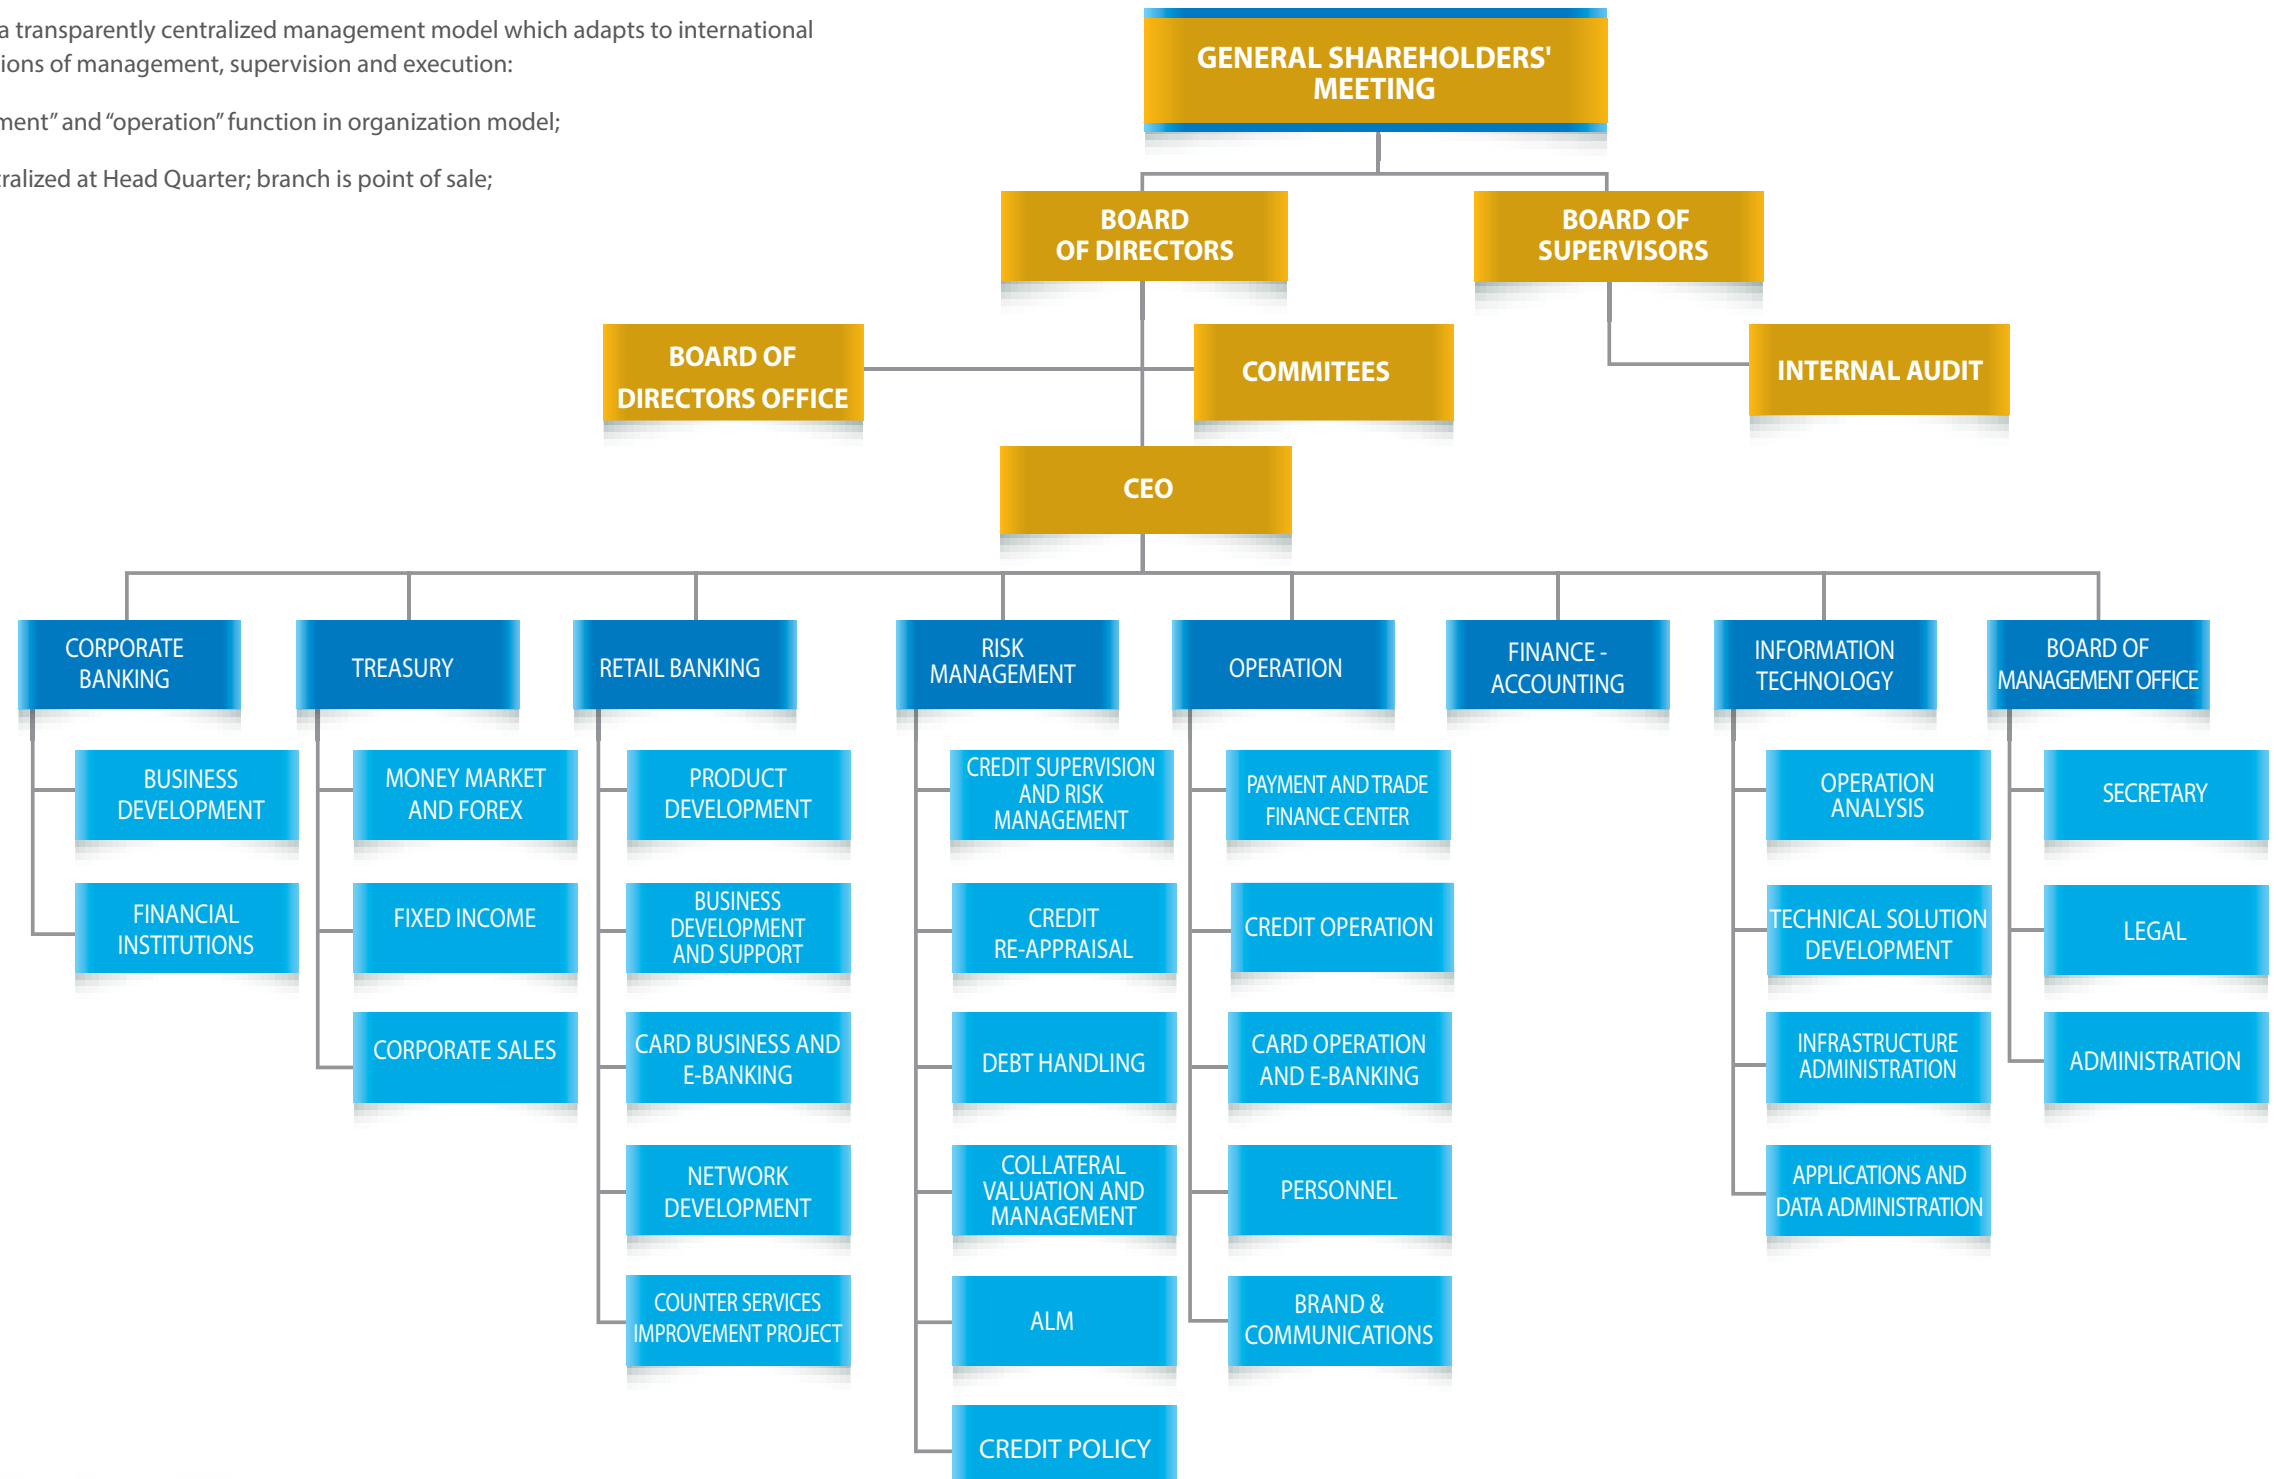 a transparently centralized management model which adapts to international
ions of management, supervision and execution:
ment” and “operation” function in organization model;
tralized at Head Quarter; branch is point of sale;
GENERAL SHAREHOLDERS'
MEETING
BOARD
OF DIRECTORS
BOARD OF
SUPERVISORS
BOARD OF
DIRECTORS OFFICE
COMMITEES
INTERNAL AUDIT
CEO
CORPORATE
BANKING
TREASURY
RETAIL BANKING
RISK
MANAGEMENT
OPERATION
FINANCE -
ACCOUNTING
INFORMATION
TECHNOLOGY
BOARD OF
MANAGEMENT OFFICE
BUSINESS
DEVELOPMENT
MONEY MARKET
AND FOREX
PRODUCT
DEVELOPMENT
CREDIT SUPERVISION
AND RISK
MANAGEMENT
PAYMENT AND TRADE
FINANCE CENTER
OPERATION
ANALYSIS
SECRETARY
FINANCIAL
INSTITUTIONS
FIXED INCOME
BUSINESS
DEVELOPMENT
AND SUPPORT
CREDIT
RE-APPRAISAL
CREDIT OPERATION
TECHNICAL SOLUTION
DEVELOPMENT
LEGAL
CORPORATE SALES
CARD BUSINESS AND
E-BANKING
DEBT HANDLING
CARD OPERATION
AND E-BANKING
INFRASTRUCTURE
ADMINISTRATION
ADMINISTRATION
NETWORK
DEVELOPMENT
COLLATERAL
VALUATION AND
MANAGEMENT
PERSONNEL
APPLICATIONS AND
DATA ADMINISTRATION
COUNTER SERVICES
IMPROVEMENT PROJECT
ALM
BRAND &
COMMUNICATIONS
CREDIT POLICY